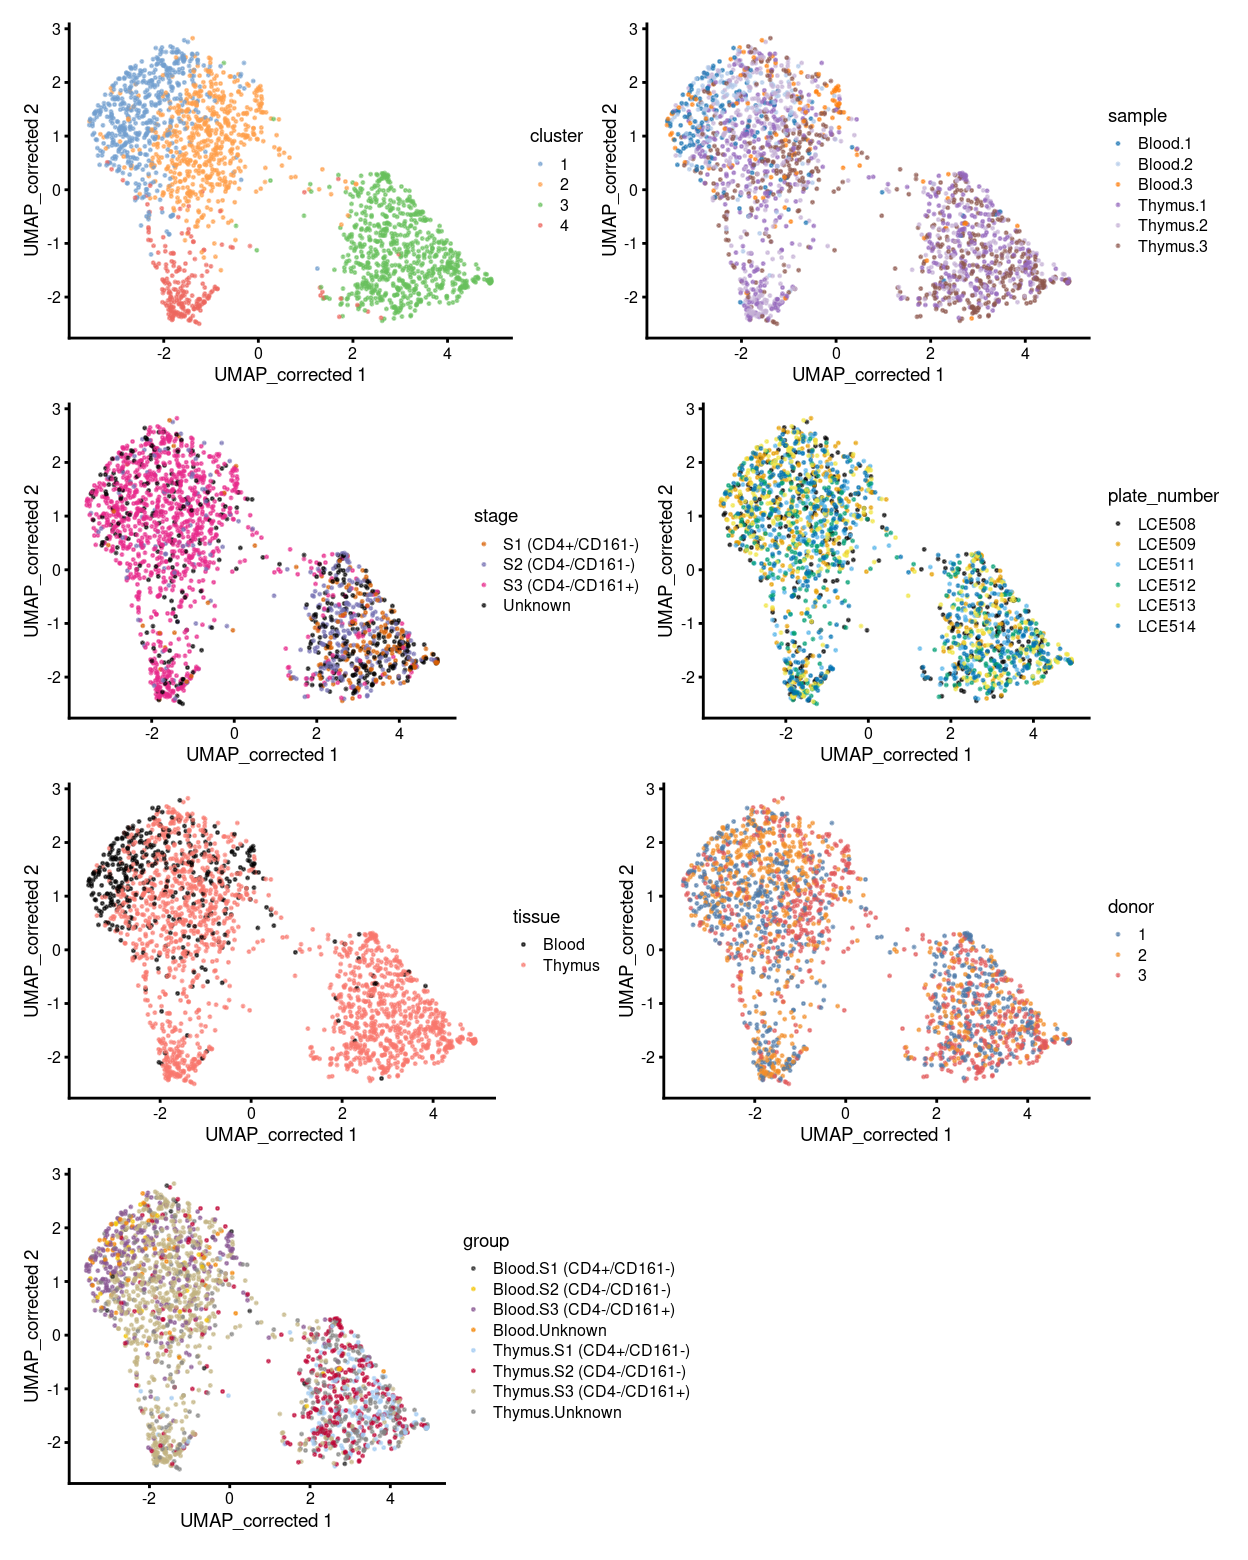 3
2
1
0
-1
-2
UMAP_corrected 2
-2 0 2 4
UMAP_corrected 1
cluster
1
2
3
4
3
2
1
0
-1
-2
UMAP_corrected 2
-2 0 2 4
UMAP_corrected 1
sample
Blood.1
Blood.2
Blood.3
Thymus.1
Thymus.2
Thymus.3
3
2
1
0
-1
-2
UMAP_corrected 2
-2 0 2 4
UMAP_corrected 1
stage
S1 (CD4+/CD161-)
S2 (CD4-/CD161-)
S3 (CD4-/CD161+)
Unknown
3
2
1
0
-1
-2
UMAP_corrected 2
-2 0 2 4
UMAP_corrected 1
plate_number
LCE508
LCE509
LCE511
LCE512
LCE513
LCE514
3
2
1
0
-1
-2
UMAP_corrected 2
-2 0 2 4
UMAP_corrected 1
tissue
Blood
Thymus
3
2
1
0
-1
-2
UMAP_corrected 2
-2 0 2 4
UMAP_corrected 1
donor
1
2
3
3
2
1
0
-1
-2
UMAP_corrected 2
-2 0 2 4
UMAP_corrected 1
group
Blood.S1 (CD4+/CD161-)
Blood.S2 (CD4-/CD161-)
Blood.S3 (CD4-/CD161+)
Blood.Unknown
Thymus.S1 (CD4+/CD161-)
Thymus.S2 (CD4-/CD161-)
Thymus.S3 (CD4-/CD161+)
Thymus.Unknown